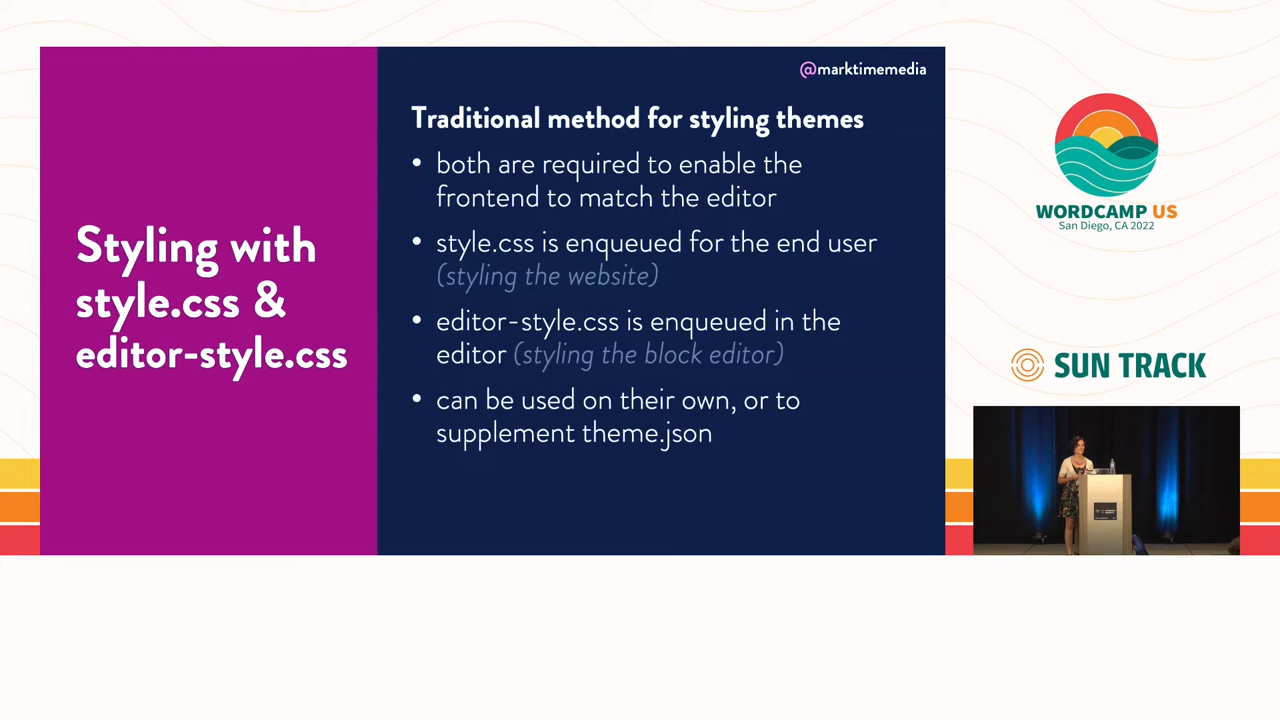 @marktimemedia
Styling with
style.css &
editor-style.css
Traditional method for styling themes
• both are required to enable the
frontend to match the editor
• style.css is enqueued for the end user
(styling the website)
• editor-style.css is enqueued in the
editor (styling the block editor)
• can be used on their own, or to
supplement theme.json
WORDCAMP US
San Diego, CA 2022
SUN TRACK